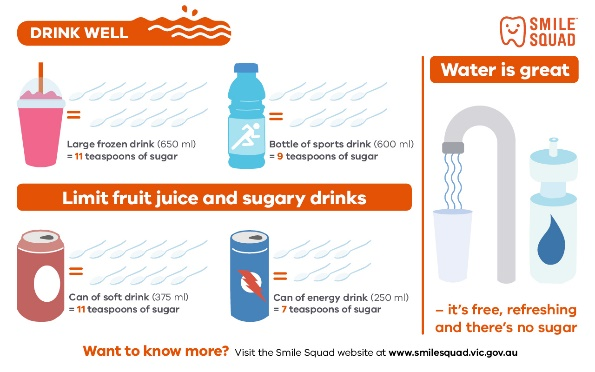 DRINK WELL
SMILE
SQUAD
Water is great
=
Large frozen drink (650 ml)
= 11 teaspoons of sugar
=
Bottle of sports drink (600 ml)
= 9 teaspoons of sugar
Limit fruit juice and sugary drinks
=
Can of soft drink (375 ml)
= 11 teaspoons of sugar
=
Can of energy drink (250 ml)
= 7 teaspoons of sugar
– it's free, refreshing
and there's no sugar
Want to know more? Visit the Smile Squad website at www.smilesquad.vic.gov.au